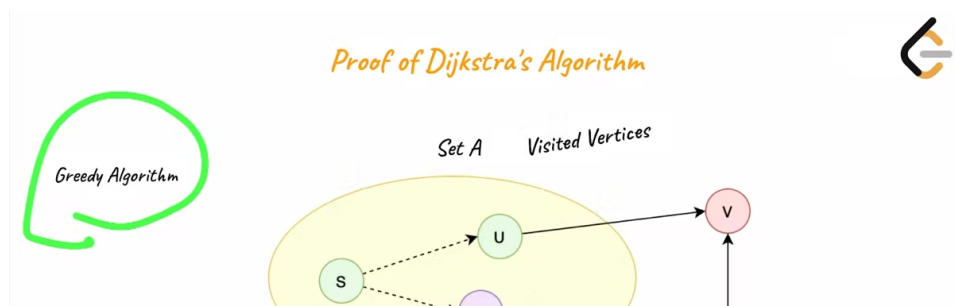 Proof of Dijkstra's Algorithm
Set A Visited Vertices
Greedy Algorithm
V
U
S